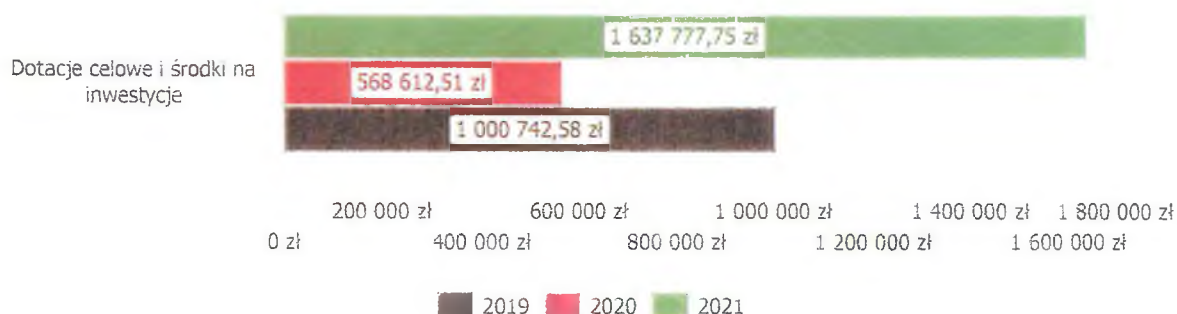 1 637 777,75 zł
Dotacje celowe i środki na
inwestycje
568 612,51 zł
1 000 742,58 zł
200 000 zł 600 000 zł 1 000 000 zł 1 400 000 zł 1 800 000 zł
0 zł 400 000 zł 800 000 zł 1 200 000 zł 1 600 000 zł
2019 2020 2021